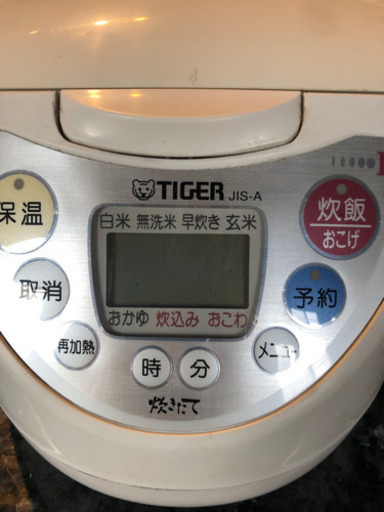 TIGER JIS-A
白米 無洗米 早炊き 玄米
おかゆ 炊込み おこわ
保温
取消
再加熱
時
分
炊飯
おこげ
予約
メニュー
炊きたて